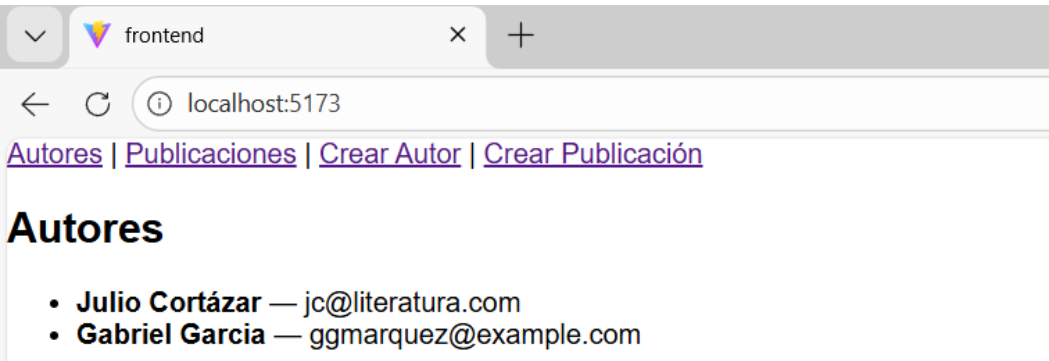 frontend
localhost:5173
Autores | Publicaciones | Crear Autor | Crear Publicación
Autores
• Julio Cortázar — jc@literatura.com
• Gabriel Garcia — ggmarquez@example.com